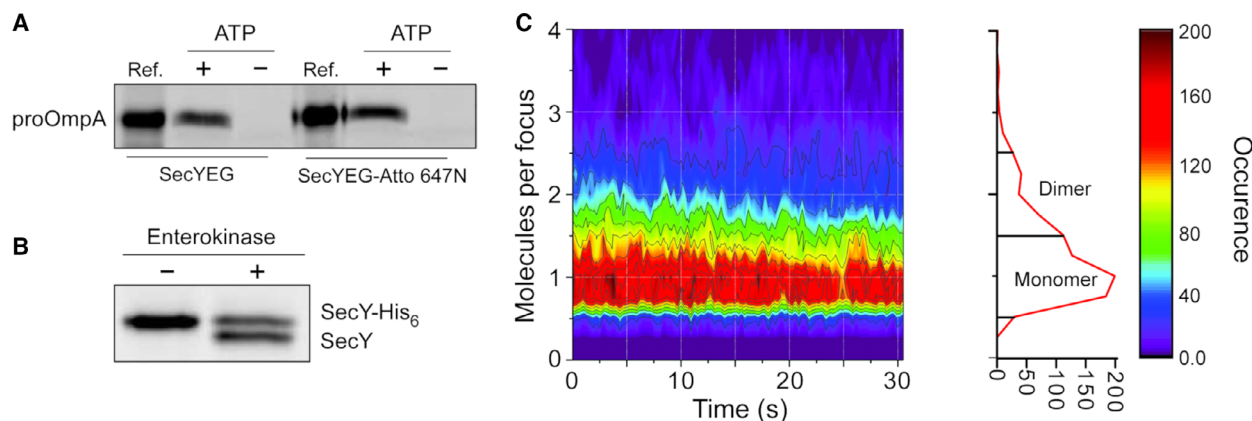 A
ATP
ATP
Ref.
+
−
Ref.
+
−
proOmpA
SecYEG
SecYEG-Atto 647N
B
Enterokinase
−
+
SecY-His6
SecY
C
4
3
2
1
0
Molecules per focus
0
10
20
30
Time (s)
Dimer
Monomer
0
50
100
150
200
200
160
120
80
40
0.0
Occurence